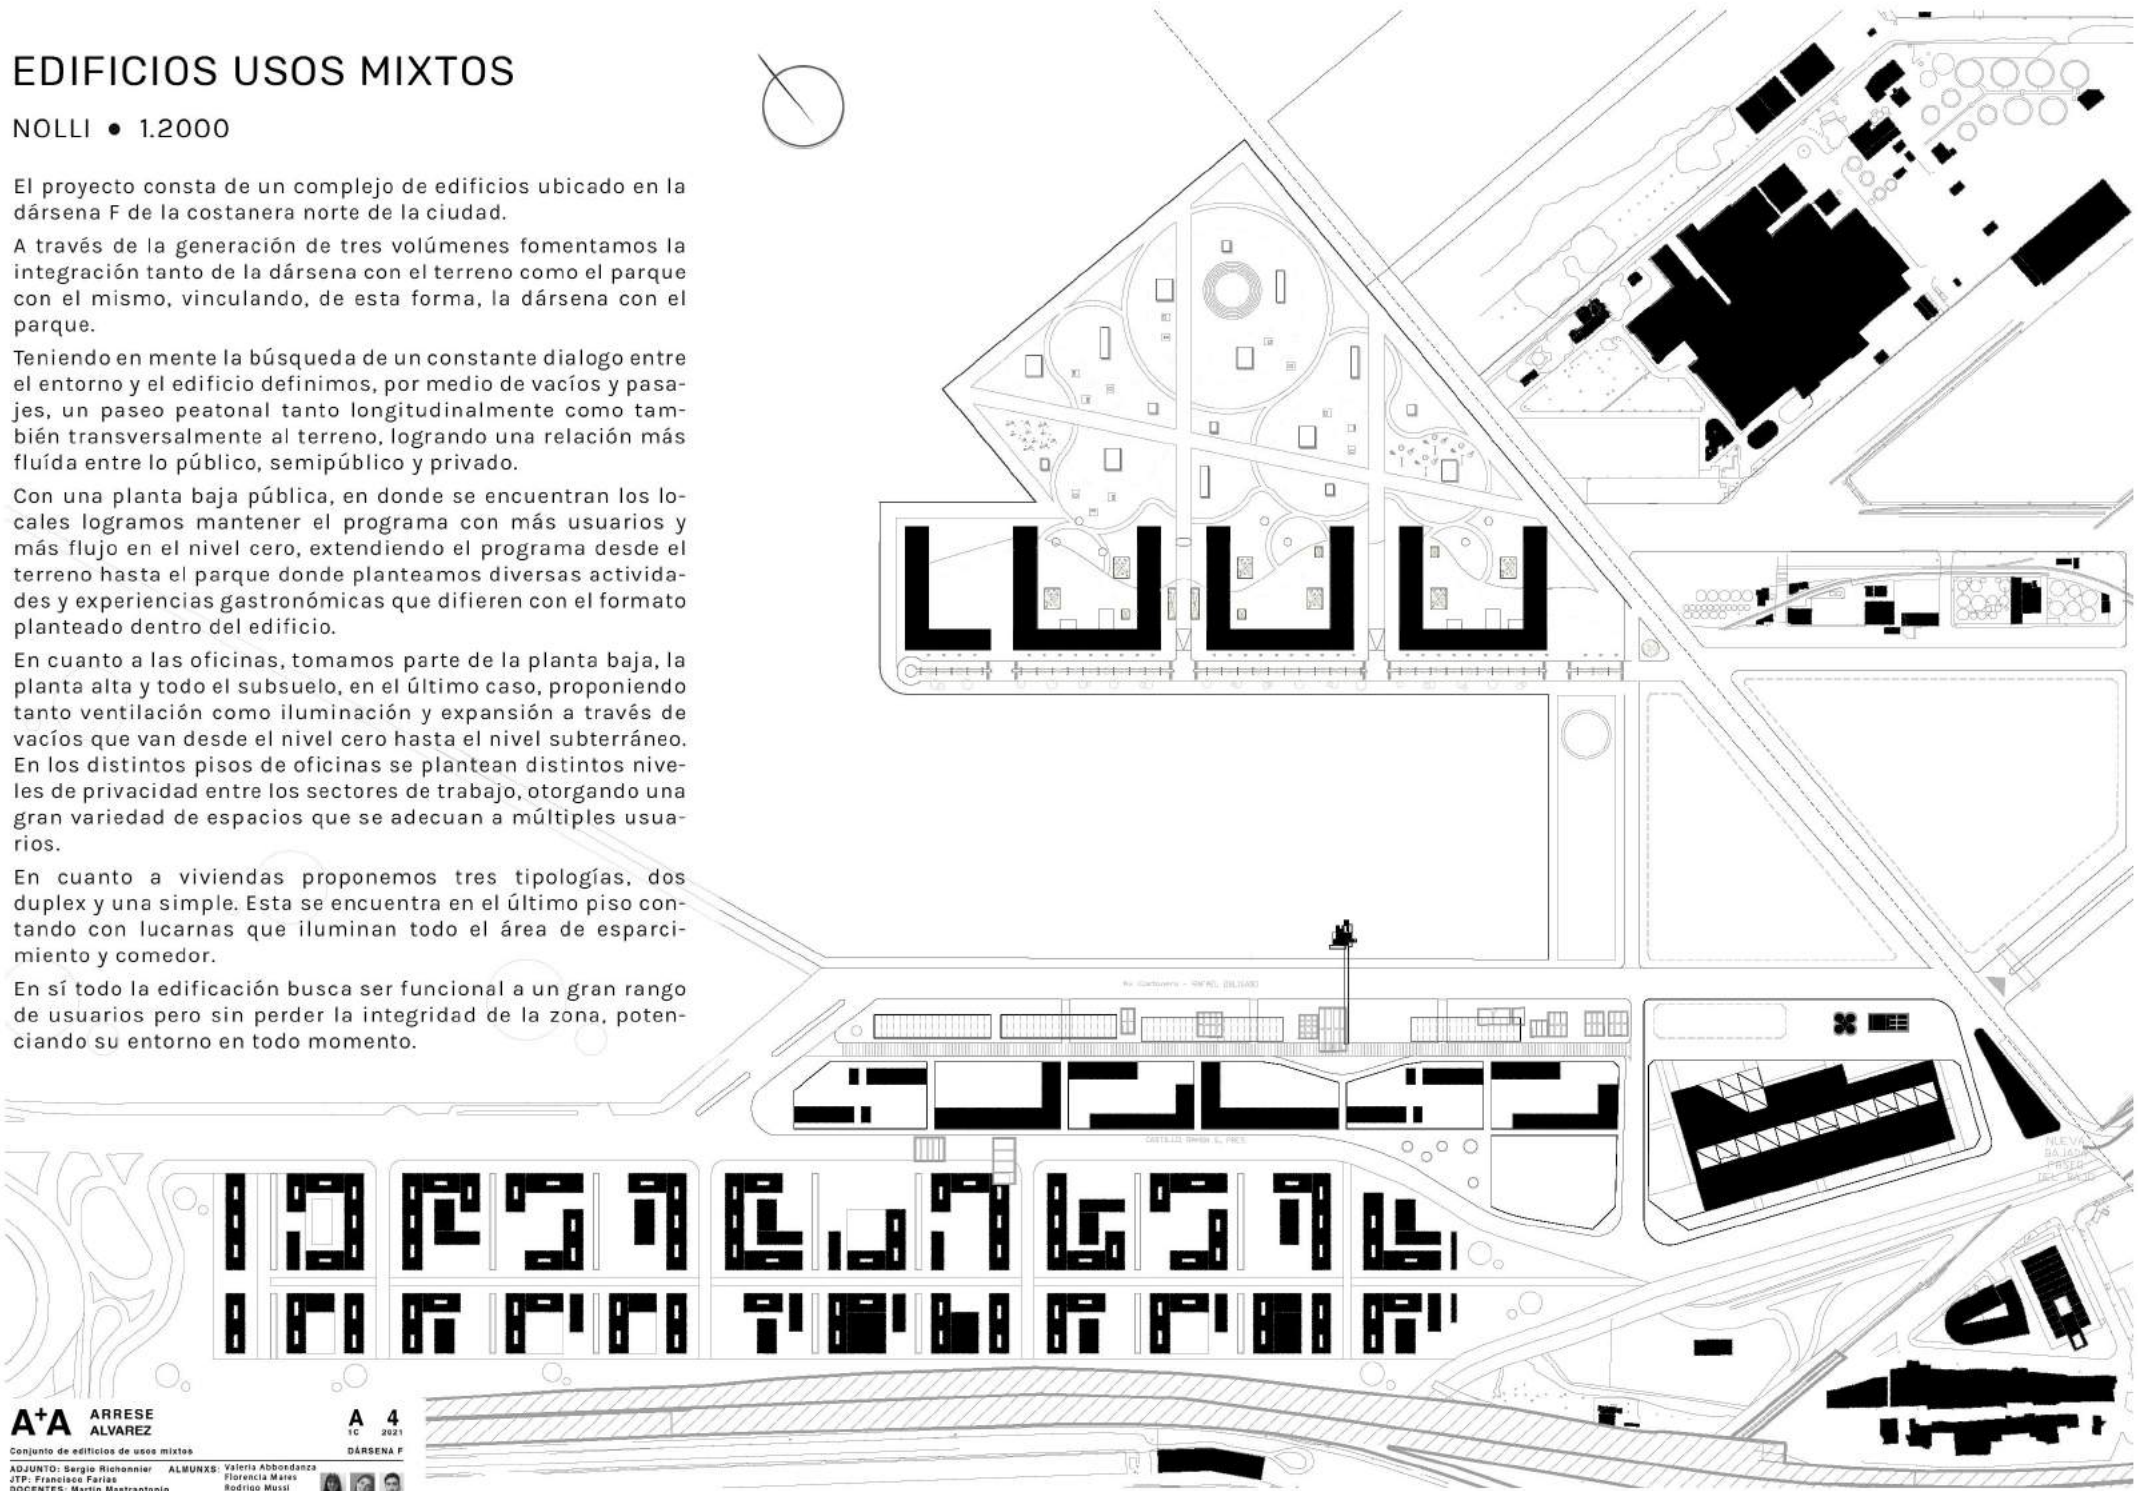 EDIFICIOS USOS MIXTOS
NOLLI • 1.2000
El proyecto consta de un complejo de edificios ubicado en la
dársena F de la costanera norte de la ciudad.
A través de la generación de tres volúmenes fomentamos la
integración tanto de la dársena con el terreno como el parque
con el mismo, vinculando, de esta forma, la dársena con el
parque.
Teniendo en mente la búsqueda de un constante dialogo entre
el entorno y el edificio definimos, por medio de vacíos y pasa-
jes, un paseo peatonal tanto longitudinalmente como tam-
bién transversalmente al terreno, logrando una relación más
fluída entre lo público, semipúblico y privado.
Con una planta baja pública, en donde se encuentran los lo-
cales logramos mantener el programa con más usuarios y
más flujo en el nivel cero, extendiendo el programa desde el
terreno hasta el parque donde planteamos diversas activida-
des y experiencias gastronómicas que difieren con el formato
planteado dentro del edificio.
En cuanto a las oficinas, tomamos parte de la planta baja, la
planta alta y todo el subsuelo, en el último caso, proponiendo
tanto ventilación como iluminación y expansión a través de
vacíos que van desde el nivel cero hasta el nivel subterráneo.
En los distintos pisos de oficinas se plantean distintos nive-
les de privacidad entre los sectores de trabajo, otorgando una
gran variedad de espacios que se adecuan a múltiples usua-
rios.
En cuanto a viviendas proponemos tres tipologías, dos
duplex y una simple. Esta se encuentra en el último piso con-
tando con lucarnas que iluminan todo el área de esparci-
miento y comedor.
En sí todo la edificación busca ser funcional a un gran rango
de usuarios pero sin perder la integridad de la zona, poten-
ciando su entorno en todo momento.
CASTILLO, RAMON S., PRES.
NUEVA
BAJADA
PASEO
DEL BAJO
A+A ARRESE ALVAREZ
A 4
1C 2021
Conjunto de edificios de usos mixtos
DÁRSENA F
ADJUNTO: Sergio Richonnier
JTP: Francisco Farias
DOCENTES: Martin Mastrantonio
ALMUNXS: Valeria Abbondanza
Florencia Mares
Rodrigo Mussi